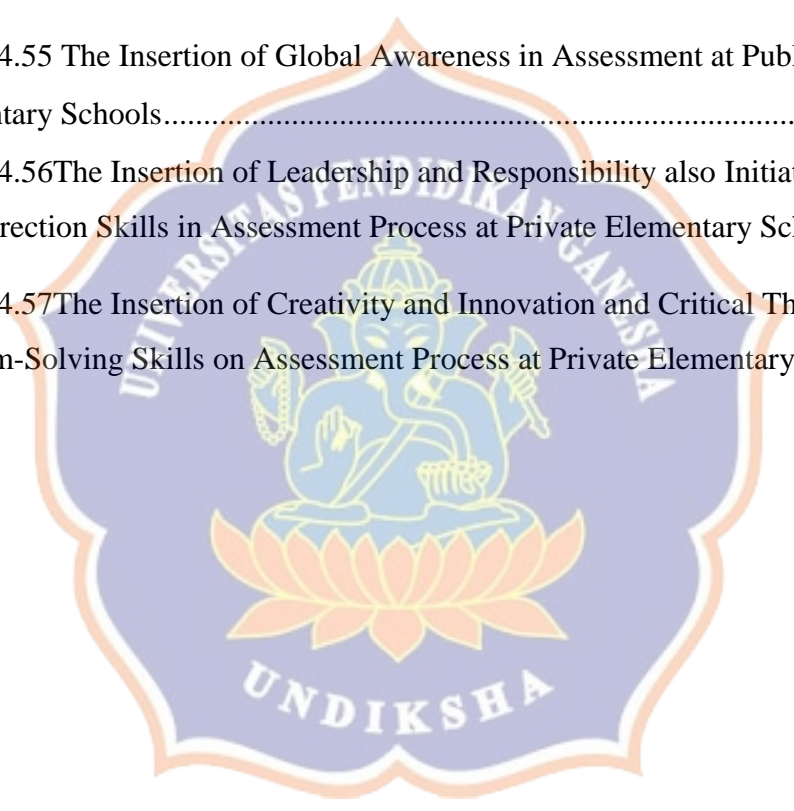 4.55 The Insertion of Global Awareness in Assessment at Publ
ntary Schools...............................................................................
4.56The Insertion of Leadership and Responsibility also Initiat
rection Skills in Assessment Process at Private Elementary Sch
4.57The Insertion of Creativity and Innovation and Critical Th
m-Solving Skills on Assessment Process at Private Elementary
UNIVERSITAS PENDIDIKAN GANESHA
UNDIKSHA